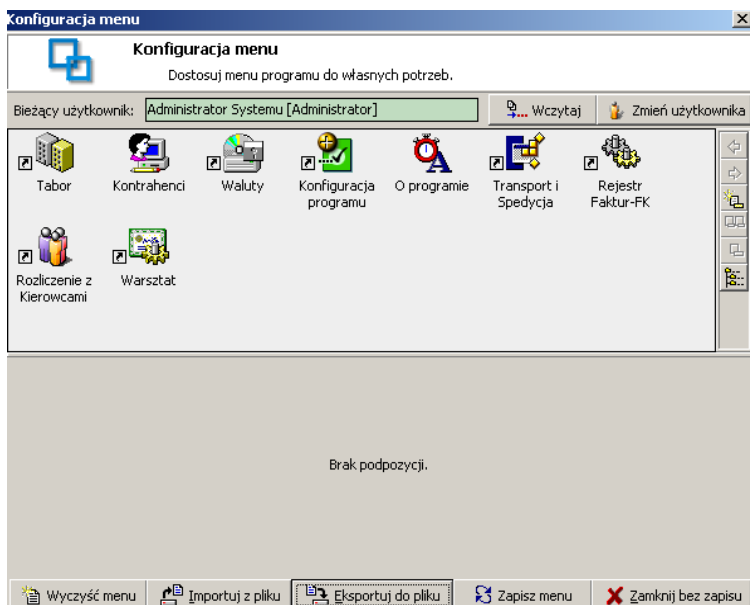 Konfiguracja menu
Konfiguracja menu
Dostosuj menu programu do własnych potrzeb.
Bieżący użytkownik: Administrator Systemu [Administrator] ... Wczytaj Zmień użytkownika
Tabor Kontrahenci Waluty Konfiguracja programu O programie Transport i Spedycja Rejestr Faktur-FK
Rozliczenie z Kierowcami Warsztat
Brak podpozycji.
Wyczyść menu Importuj z pliku Eksportuj do pliku Zapisz menu Zamknij bez zapisu